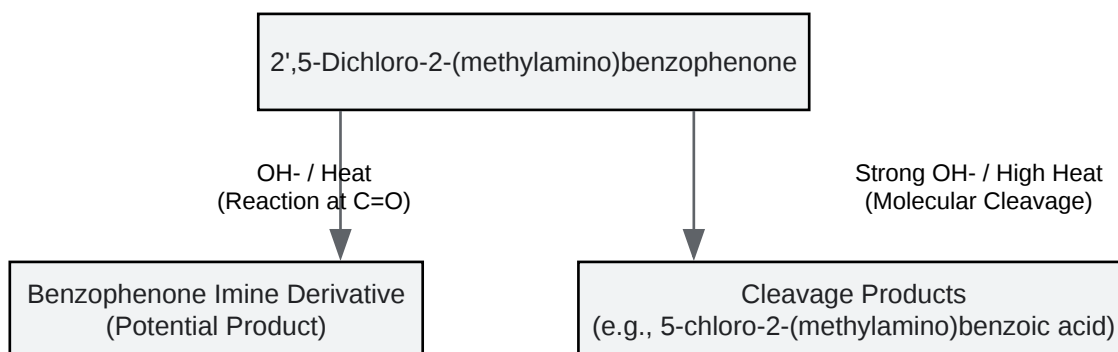 2',5-Dichloro-2-(methylamino)benzophenone
OH- / Heat
(Reaction at C=O)
Strong OH- / High Heat
(Molecular Cleavage)
Benzophenone Imine Derivative
(Potential Product)
Cleavage Products
(e.g., 5-chloro-2-(methylamino)benzoic acid)